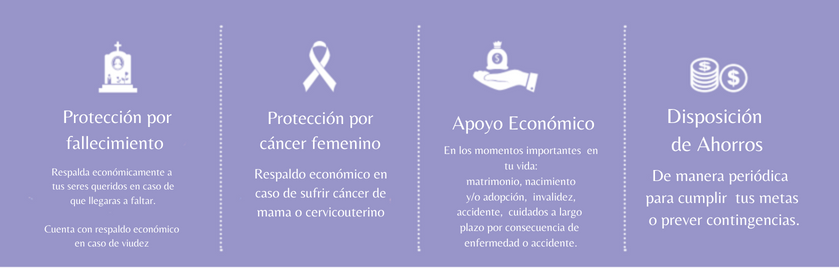 Protección por
fallecimiento
Respalda económicamente a
tus seres queridos en caso de
que llegaras a faltar.
Cuenta con respaldo económico
en caso de viudez
Protección por
cáncer femenino
Respaldo económico en
caso de sufrir cáncer de
mama o cervicouterino
Apoyo Económico
En los momentos importantes en
tu vida:
matrimonio, nacimiento
y/o adopción, invalidez,
accidente, cuidados a largo
plazo por consecuencia de
enfermedad o accidente.
Disposición
de Ahorros
De manera periódica
para cumplir tus metas
o prever contingencias.